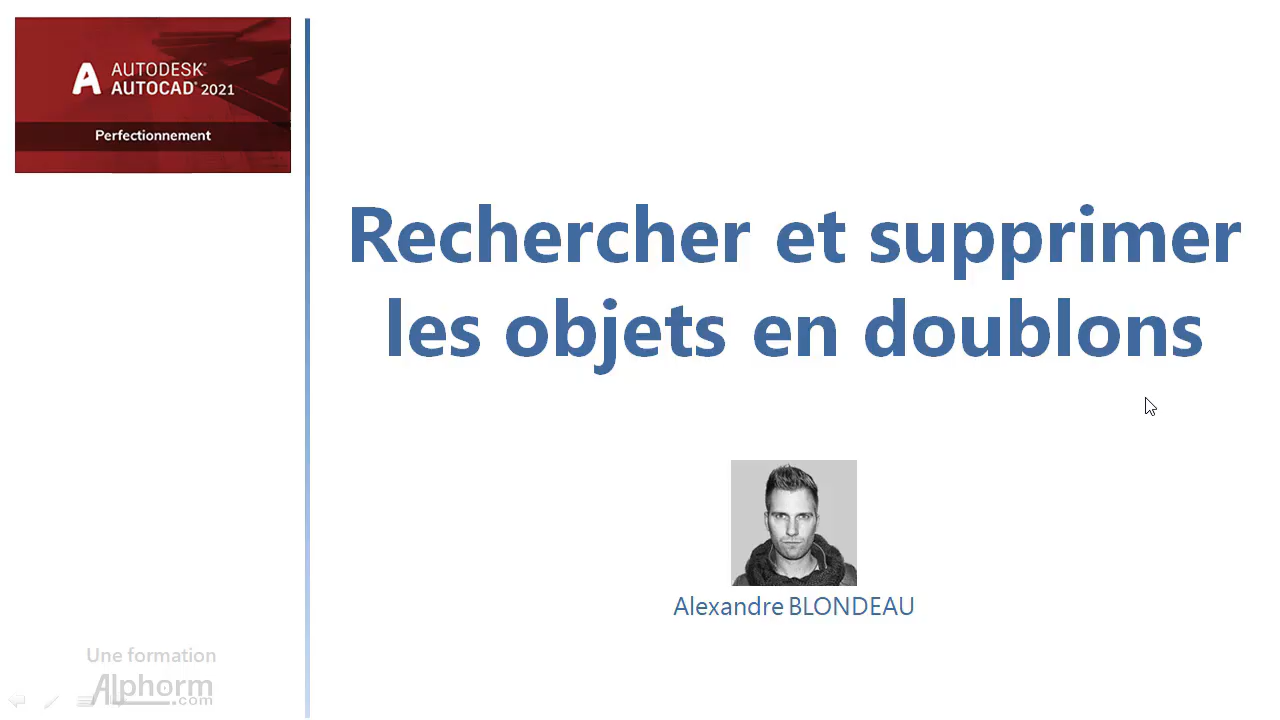 AUTODESK®
AUTOCAD® 2021
Perfectionnement
Rechercher et supprimer
les objets en doublons
Alexandre BLONDEAU
Une formation
Alphorm
.com